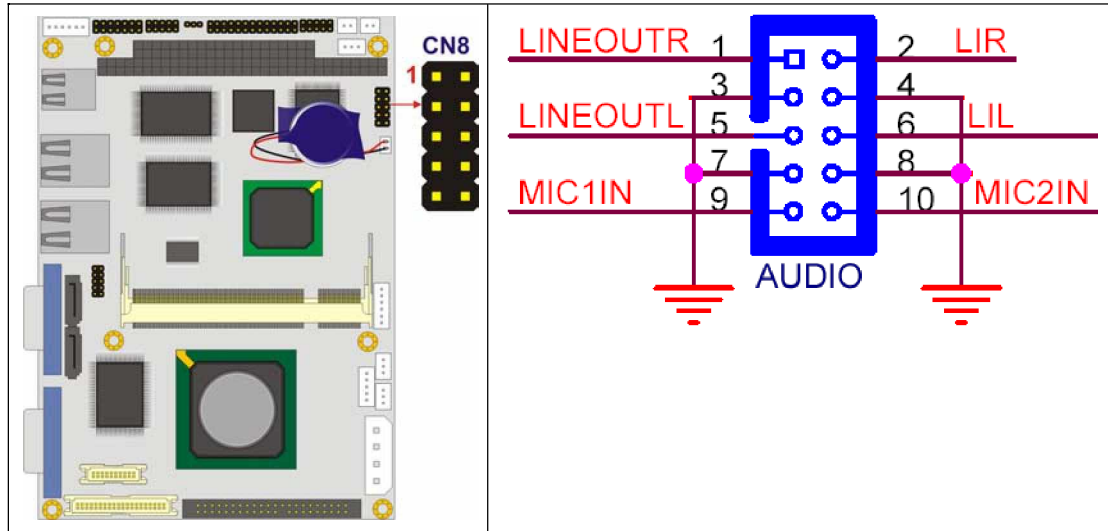 CN8
1
LINEOUTR 1 2 LIR
3 4
LINEOUTL 5 6 LIL
7 8
MIC1IN 9 10 MIC2IN
AUDIO